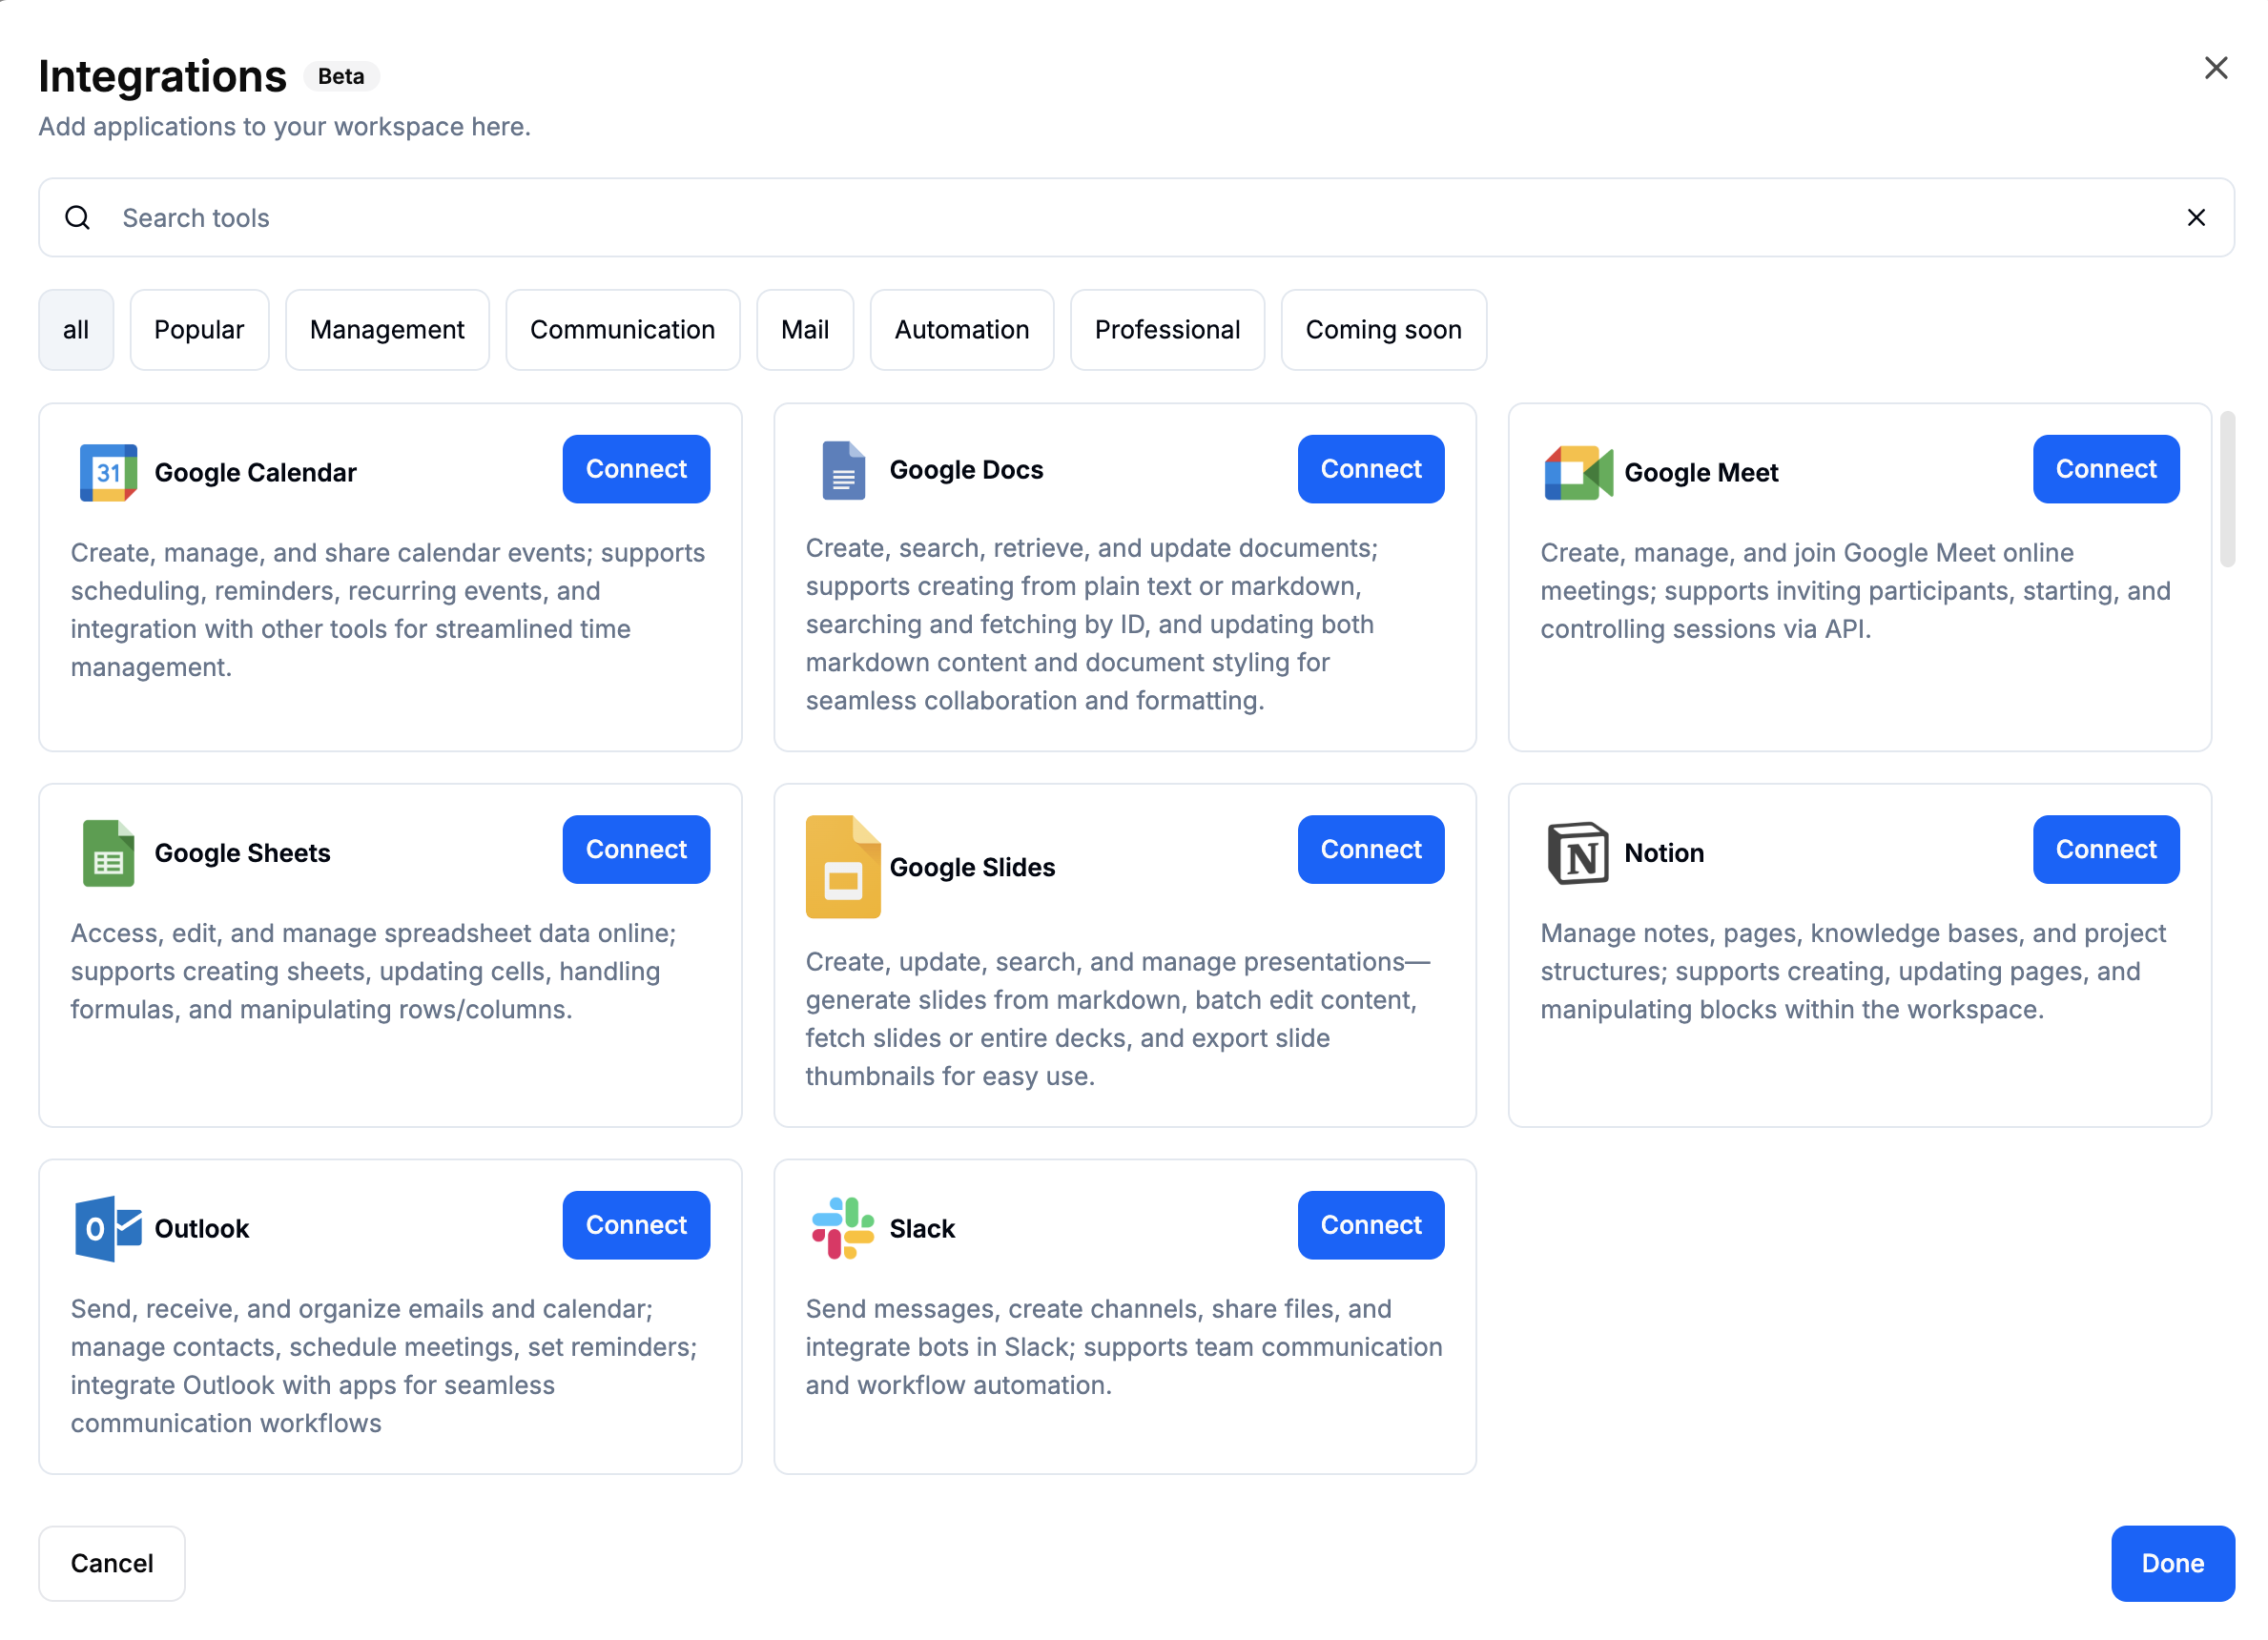 Integrations Beta
Add applications to your workspace here.
Search tools
all Popular Management Communication Mail Automation Professional Coming soon
31 Google Calendar Connect
Create, manage, and share calendar events; supports
scheduling, reminders, recurring events, and
integration with other tools for streamlined time
management.
Google Docs Connect
Create, search, retrieve, and update documents;
supports creating from plain text or markdown,
searching and fetching by ID, and updating both
markdown content and document styling for
seamless collaboration and formatting.
Google Meet Connect
Create, manage, and join Google Meet online
meetings; supports inviting participants, starting, and
controlling sessions via API.
Google Sheets Connect
Access, edit, and manage spreadsheet data online;
supports creating sheets, updating cells, handling
formulas, and manipulating rows/columns.
Google Slides Connect
Create, update, search, and manage presentations—
generate slides from markdown, batch edit content,
fetch slides or entire decks, and export slide
thumbnails for easy use.
N Notion Connect
Manage notes, pages, knowledge bases, and project
structures; supports creating, updating pages, and
manipulating blocks within the workspace.
O Outlook Connect
Send, receive, and organize emails and calendar;
manage contacts, schedule meetings, set reminders;
integrate Outlook with apps for seamless
communication workflows
Slack Connect
Send messages, create channels, share files, and
integrate bots in Slack; supports team communication
and workflow automation.
Cancel Done